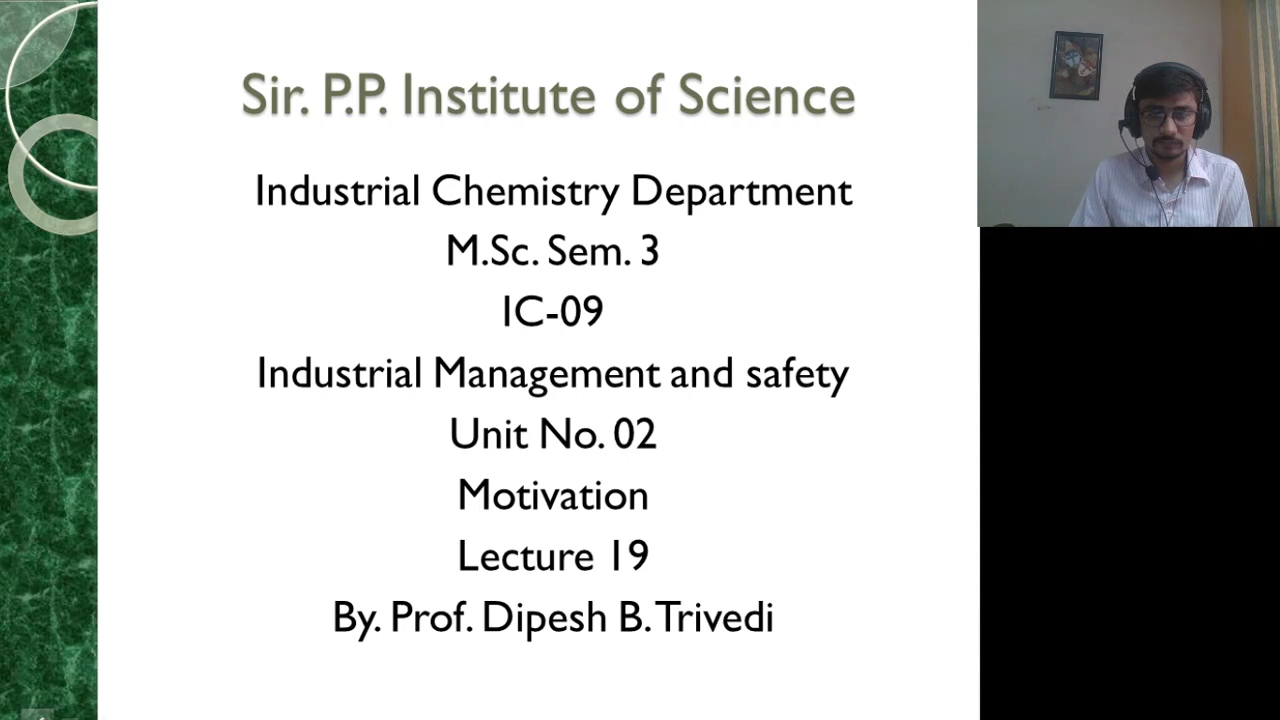 Sir. P.P. Institute of Science
Industrial Chemistry Department
M.Sc. Sem. 3
IC-09
Industrial Management and safety
Unit No. 02
Motivation
Lecture 19
By. Prof. Dipesh B. Trivedi